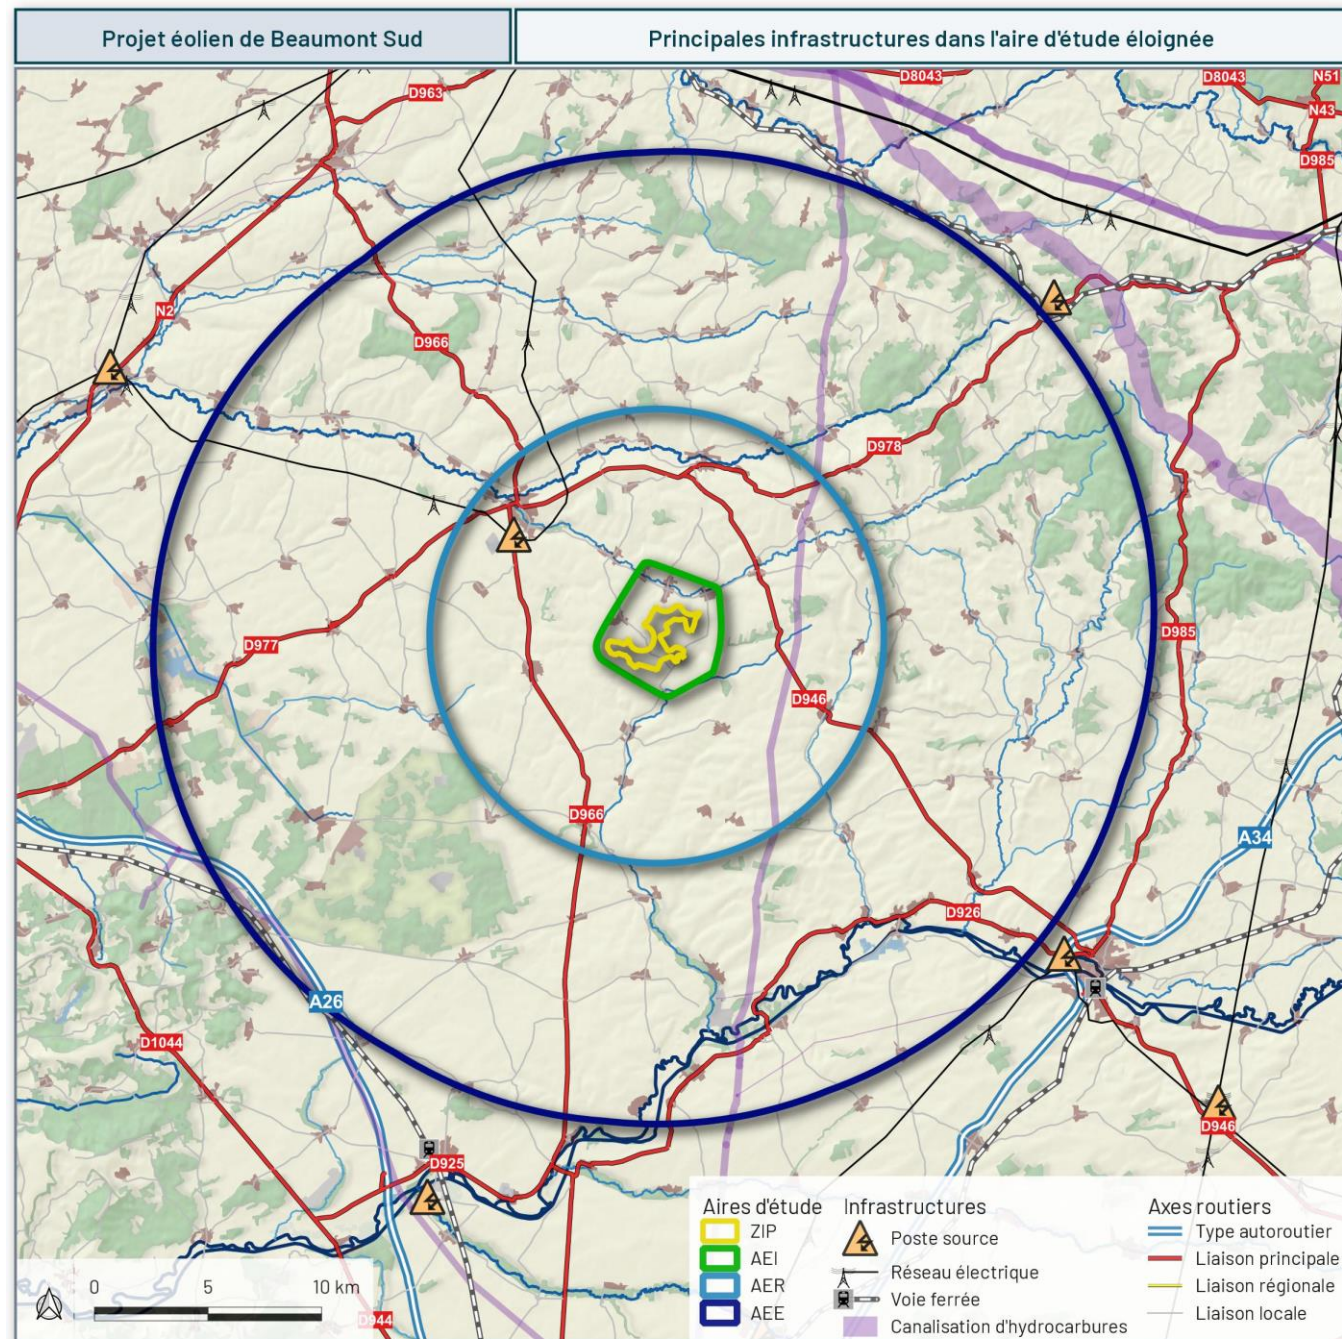 Projet éolien de Beaumont Sud
Principales infrastructures dans l'aire d'étude éloignée
D963
D8043
D8043
N51
N43
D985
N2
D966
D978
D977
D985
D946
D966
A34
D926
A26
D1044
D946
D925
D944
0 5 10 km
Aires d'étude
ZIP
AEI
AER
AEE
Infrastructures
Poste source
Réseau électrique
Voie ferrée
Canalisation d'hydrocarbures
Axes routiers
Type autoroutier
Liaison principale
Liaison régionale
Liaison locale